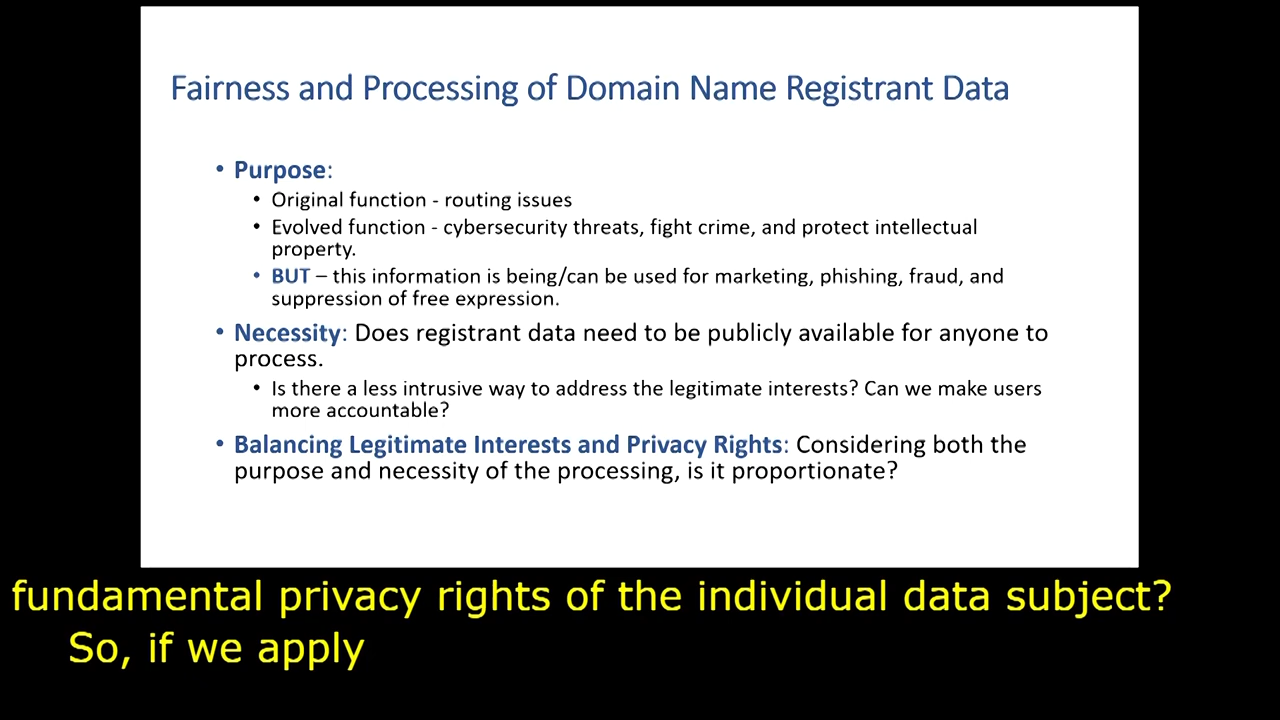 Fairness and Processing of Domain Name Registrant Data
• Purpose:
• Original function - routing issues
• Evolved function - cybersecurity threats, fight crime, and protect intellectual
property.
• BUT – this information is being/can be used for marketing, phishing, fraud, and
suppression of free expression.
• Necessity: Does registrant data need to be publicly available for anyone to
process.
• Is there a less intrusive way to address the legitimate interests? Can we make users
more accountable?
• Balancing Legitimate Interests and Privacy Rights: Considering both the
purpose and necessity of the processing, is it proportionate?
fundamental privacy rights of the individual data subject?
So, if we apply